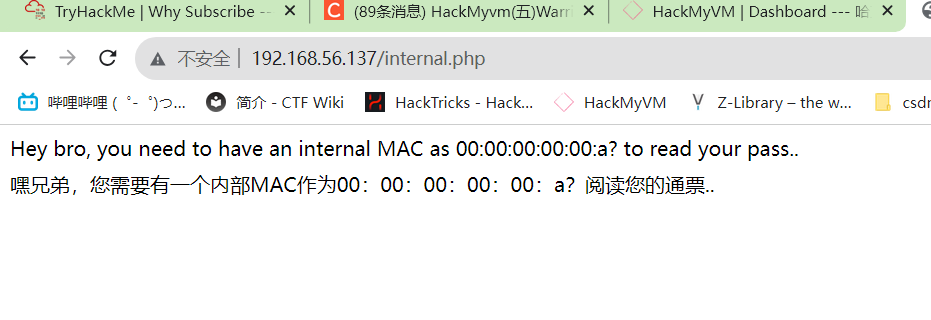 TryHackMe | Why Subscribe -- (89条消息) HackMyvm(五)Warri HackMyVM | Dashboard --- 哈
不安全 192.168.56.137/internal.php
哔哩哔哩 ( ゜- ゜)つ... 简介 - CTF Wiki HackTricks - Hack... HackMyVM Z-Library – the w... csdn
Hey bro, you need to have an internal MAC as 00:00:00:00:00:a? to read your pass..
嘿兄弟，您需要有一个内部MAC作为00：00：00：00：00：a？阅读您的通票..